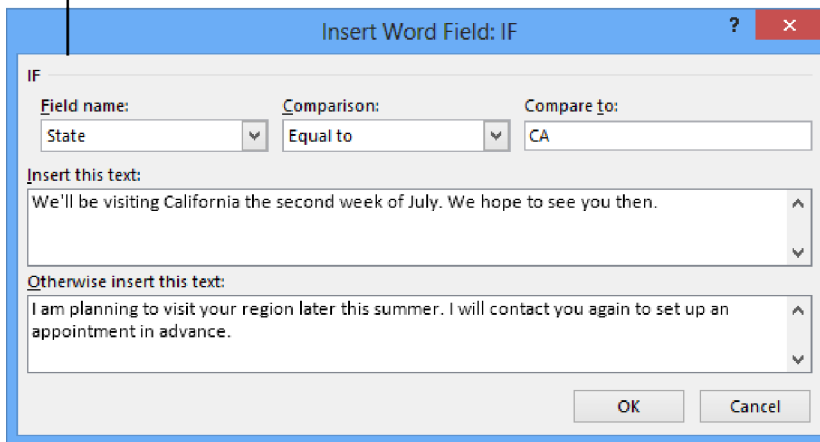 Insert Word Field: IF
? ×
IF
Field name: Comparison: Compare to:
State Equal to CA
Insert this text:
We'll be visiting California the second week of July. We hope to see you then.
Otherwise insert this text:
I am planning to visit your region later this summer. I will contact you again to set up an
appointment in advance.
OK Cancel